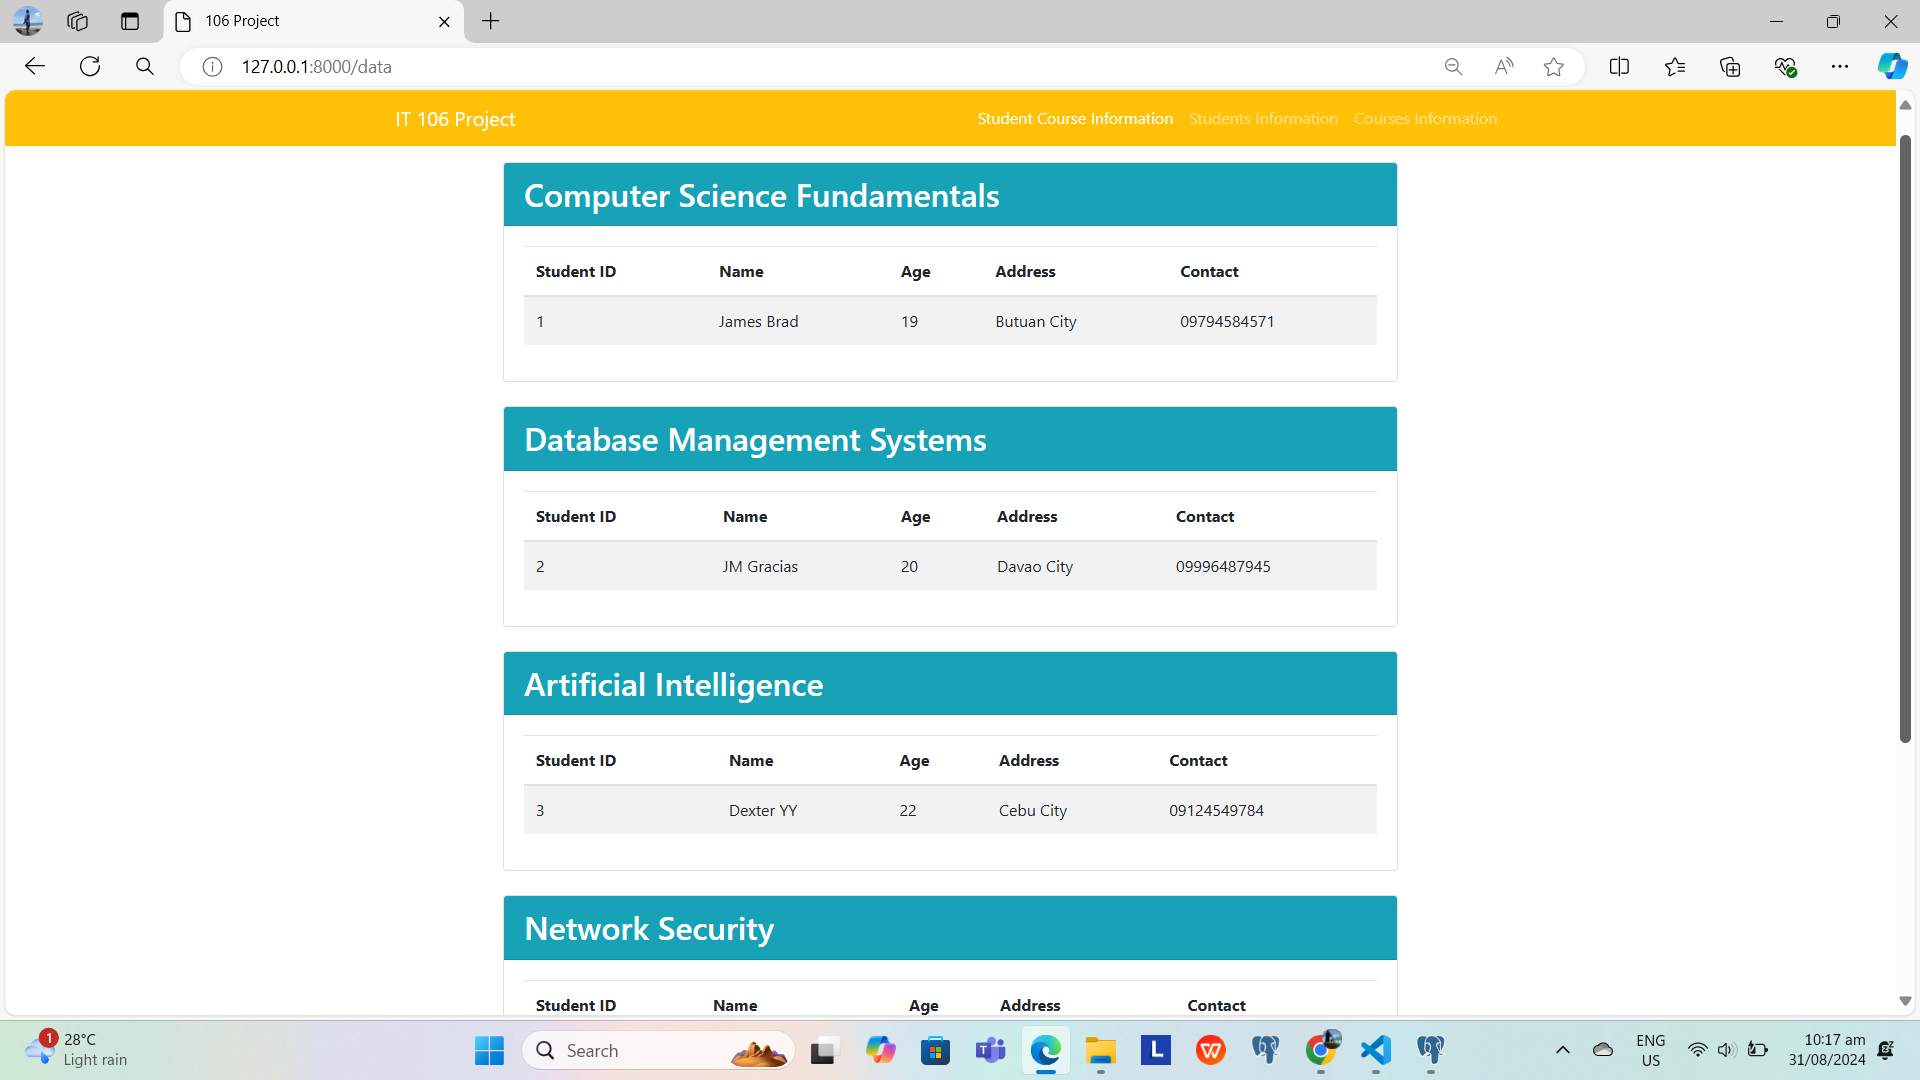 106 Project
127.0.0.1:8000/data
IT 106 Project
Student Course Information Students Information Courses Information
Computer Science Fundamentals
Student ID Name Age Address Contact
1 James Brad 19 Butuan City 09794584571
Database Management Systems
Student ID Name Age Address Contact
2 JM Gracias 20 Davao City 09996487945
Artificial Intelligence
Student ID Name Age Address Contact
3 Dexter YY 22 Cebu City 09124549784
Network Security
Student ID Name Age Address Contact
1 28°C
Light rain
Search
ENG
US
10:17 am
31/08/2024